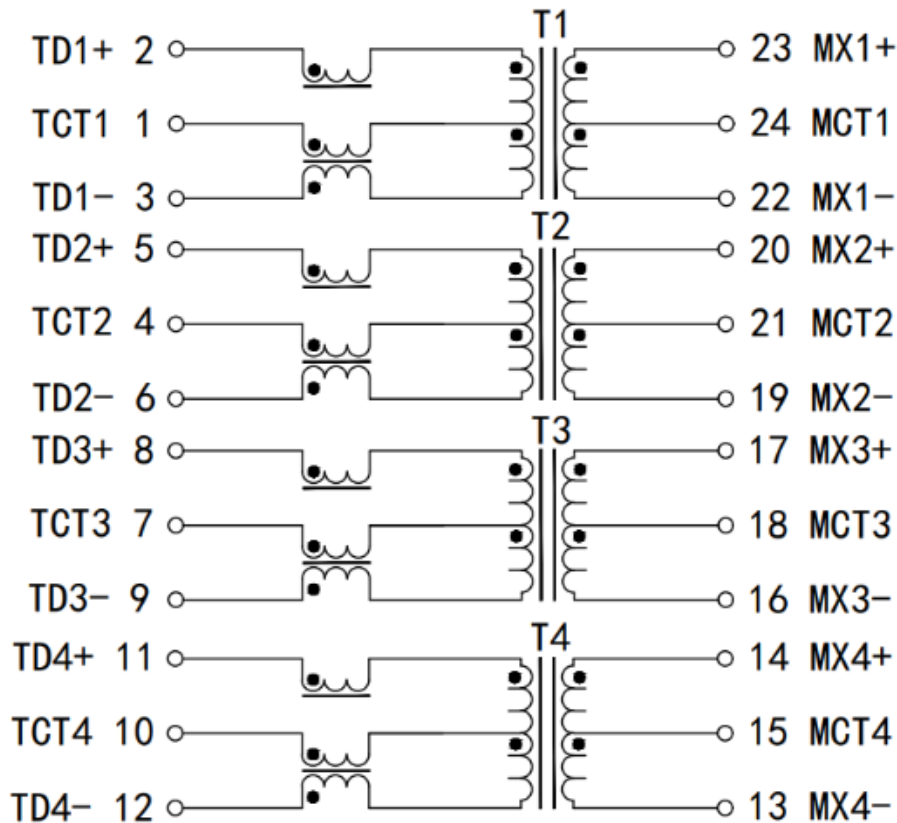 T1
TD1+ 2 23 MX1+
TCT1 1 24 MCT1
TD1- 3 22 MX1-
T2
TD2+ 5 20 MX2+
TCT2 4 21 MCT2
TD2- 6 19 MX2-
T3
TD3+ 8 17 MX3+
TCT3 7 18 MCT3
TD3- 9 16 MX3-
T4
TD4+ 11 14 MX4+
TCT4 10 15 MCT4
TD4- 12 13 MX4-